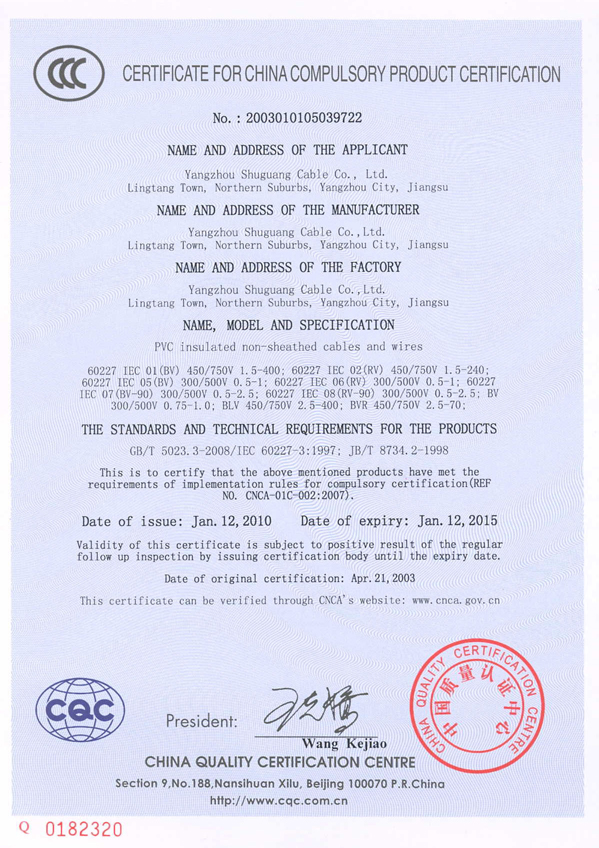 CCC
CERTIFICATE FOR CHINA COMPULSORY PRODUCT CERTIFICATION
No. : 2003010105039722
NAME AND ADDRESS OF THE APPLICANT
Yangzhou Shuguang Cable Co., Ltd.
Lingtang Town, Northern Suburbs, Yangzhou City, Jiangsu
NAME AND ADDRESS OF THE MANUFACTURER
Yangzhou Shuguang Cable Co.,Ltd.
Lingtang Town, Northern Suburbs, Yangzhou City, Jiangsu
NAME AND ADDRESS OF THE FACTORY
Yangzhou Shuguang Cable Co.,Ltd.
Lingtang Town, Northern Suburbs, Yangzhou City, Jiangsu
NAME, MODEL AND SPECIFICATION
PVC insulated non-sheathed cables and wires
60227 IEC 01(BV) 450/750V 1.5-400; 60227 IEC 02(RV) 450/750V 1.5-240;
60227 IEC 05(BV) 300/500V 0.5-1; 60227 IEC 06(RV) 300/500V 0.5-1; 60227
IEC 07(BV-90) 300/500V 0.5-2.5; 60227 IEC 08(RV-90) 300/500V 0.5-2.5; BV
300/500V 0.75-1.0; BLV 450/750V 2.5-400; BVR 450/750V 2.5-70;
THE STANDARDS AND TECHNICAL REQUIREMENTS FOR THE PRODUCTS
GB/T 5023.3-2008/IEC 60227-3:1997; JB/T 8734.2-1998
This is to certify that the above mentioned products have met the
requirements of implementation rules for compulsory certification(REF
NO. CNCA-01C-002:2007).
Date of issue: Jan. 12, 2010 Date of expiry: Jan. 12, 2015
Validity of this certificate is subject to positive result of the regular
follow up inspection by issuing certification body until the expiry date.
Date of original certification: Apr. 21, 2003
This certificate can be verified through CNCA's website: www.cnca.gov.cn
CHINA QUALITY CERTIFICATION CENTRE
中国质量认证中心
CQC
President:
王克娇
Wang Kejiao
CHINA QUALITY CERTIFICATION CENTRE
Section 9,No.188,Nansihuan Xilu, Beijing 100070 P.R.China
http://www.cqc.com.cn
Q 0182320